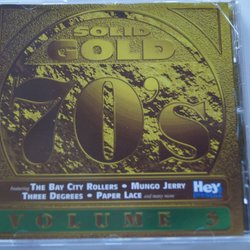 SOLID
GOLD
70's
featuring THE BAY CITY ROLLERS • MUNGO JERRY
THREE DEGREES • PAPER LACE and many more
Hey
VOLUME 3